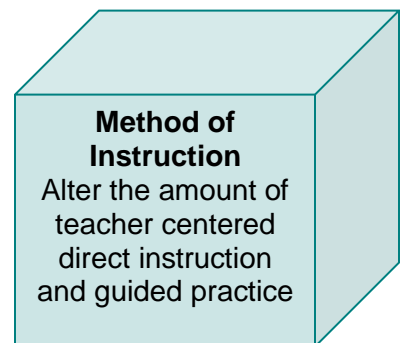 Method of
Instruction
Alter the amount of
teacher centered
direct instruction
and guided practice